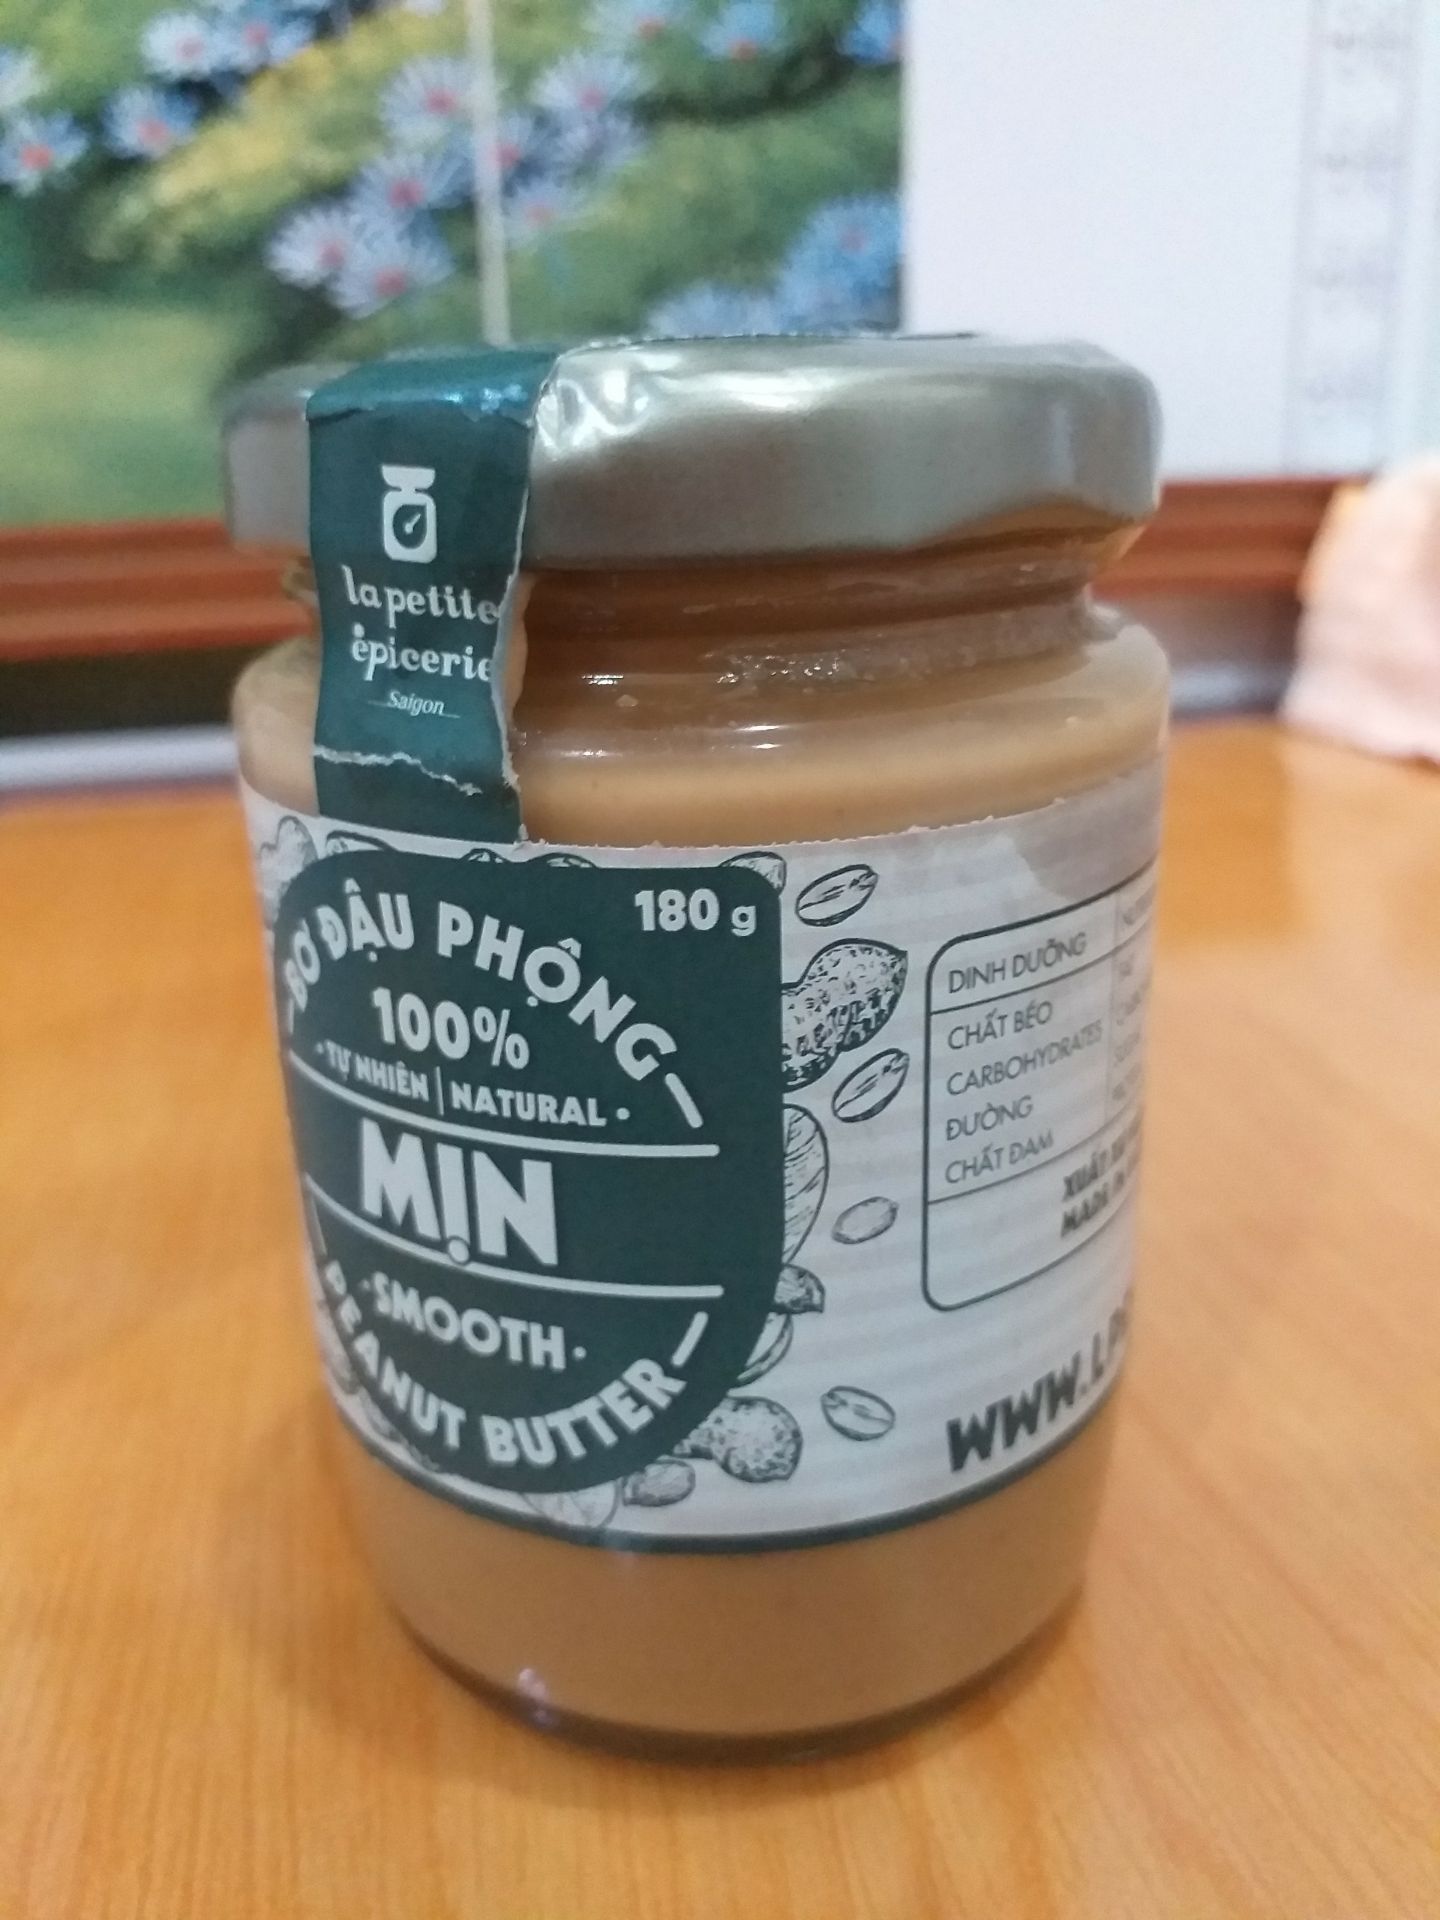 la petite
épicerie
Saigon
180 g
BƠ ĐẬU PHỘNG
100%
TỰ NHIÊN | NATURAL
MỊN
SMOOTH
PEANUT BUTTER
DINH DƯỠNG
CHẤT BÉO
CARBOHYDRATES
ĐƯỜNG
CHẤT ĐẠM